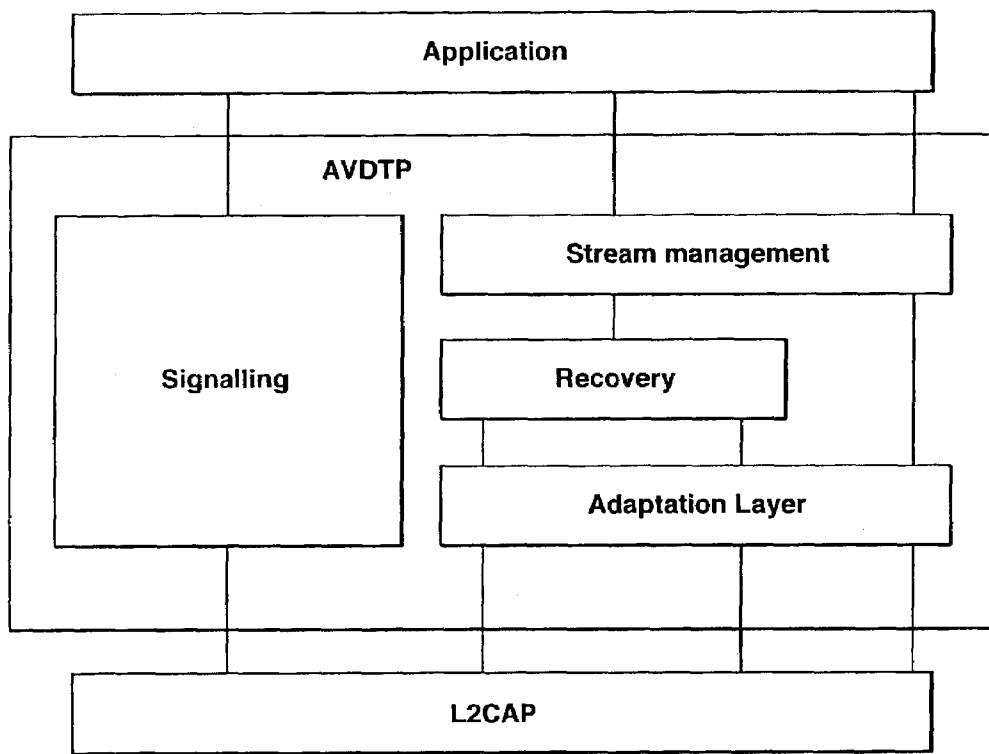 Application
AVDTP
Stream management
Signalling
Recovery
Adaptation Layer
L2CAP